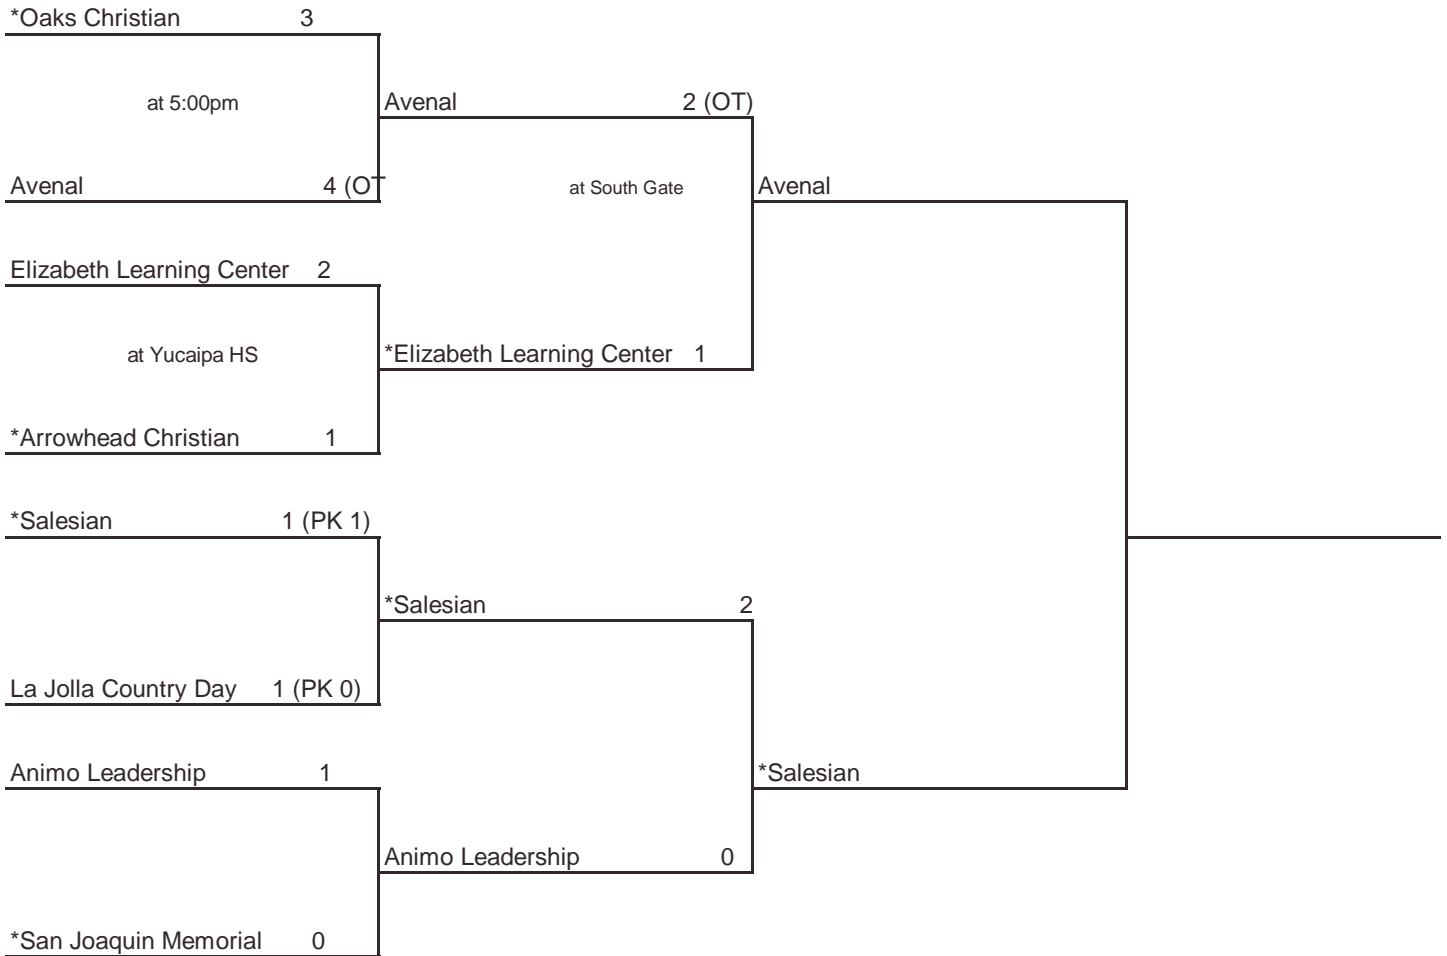 *Oaks Christian 3
at 5:00pm
Avenal 2 (OT)
Avenal 4 (OT
at South Gate
Avenal
Elizabeth Learning Center 2
at Yucaipa HS
*Elizabeth Learning Center 1
*Arrowhead Christian 1
*Salesian 1 (PK 1)
*Salesian 2
La Jolla Country Day 1 (PK 0)
Animo Leadership 1
*Salesian
Animo Leadership 0
*San Joaquin Memorial 0